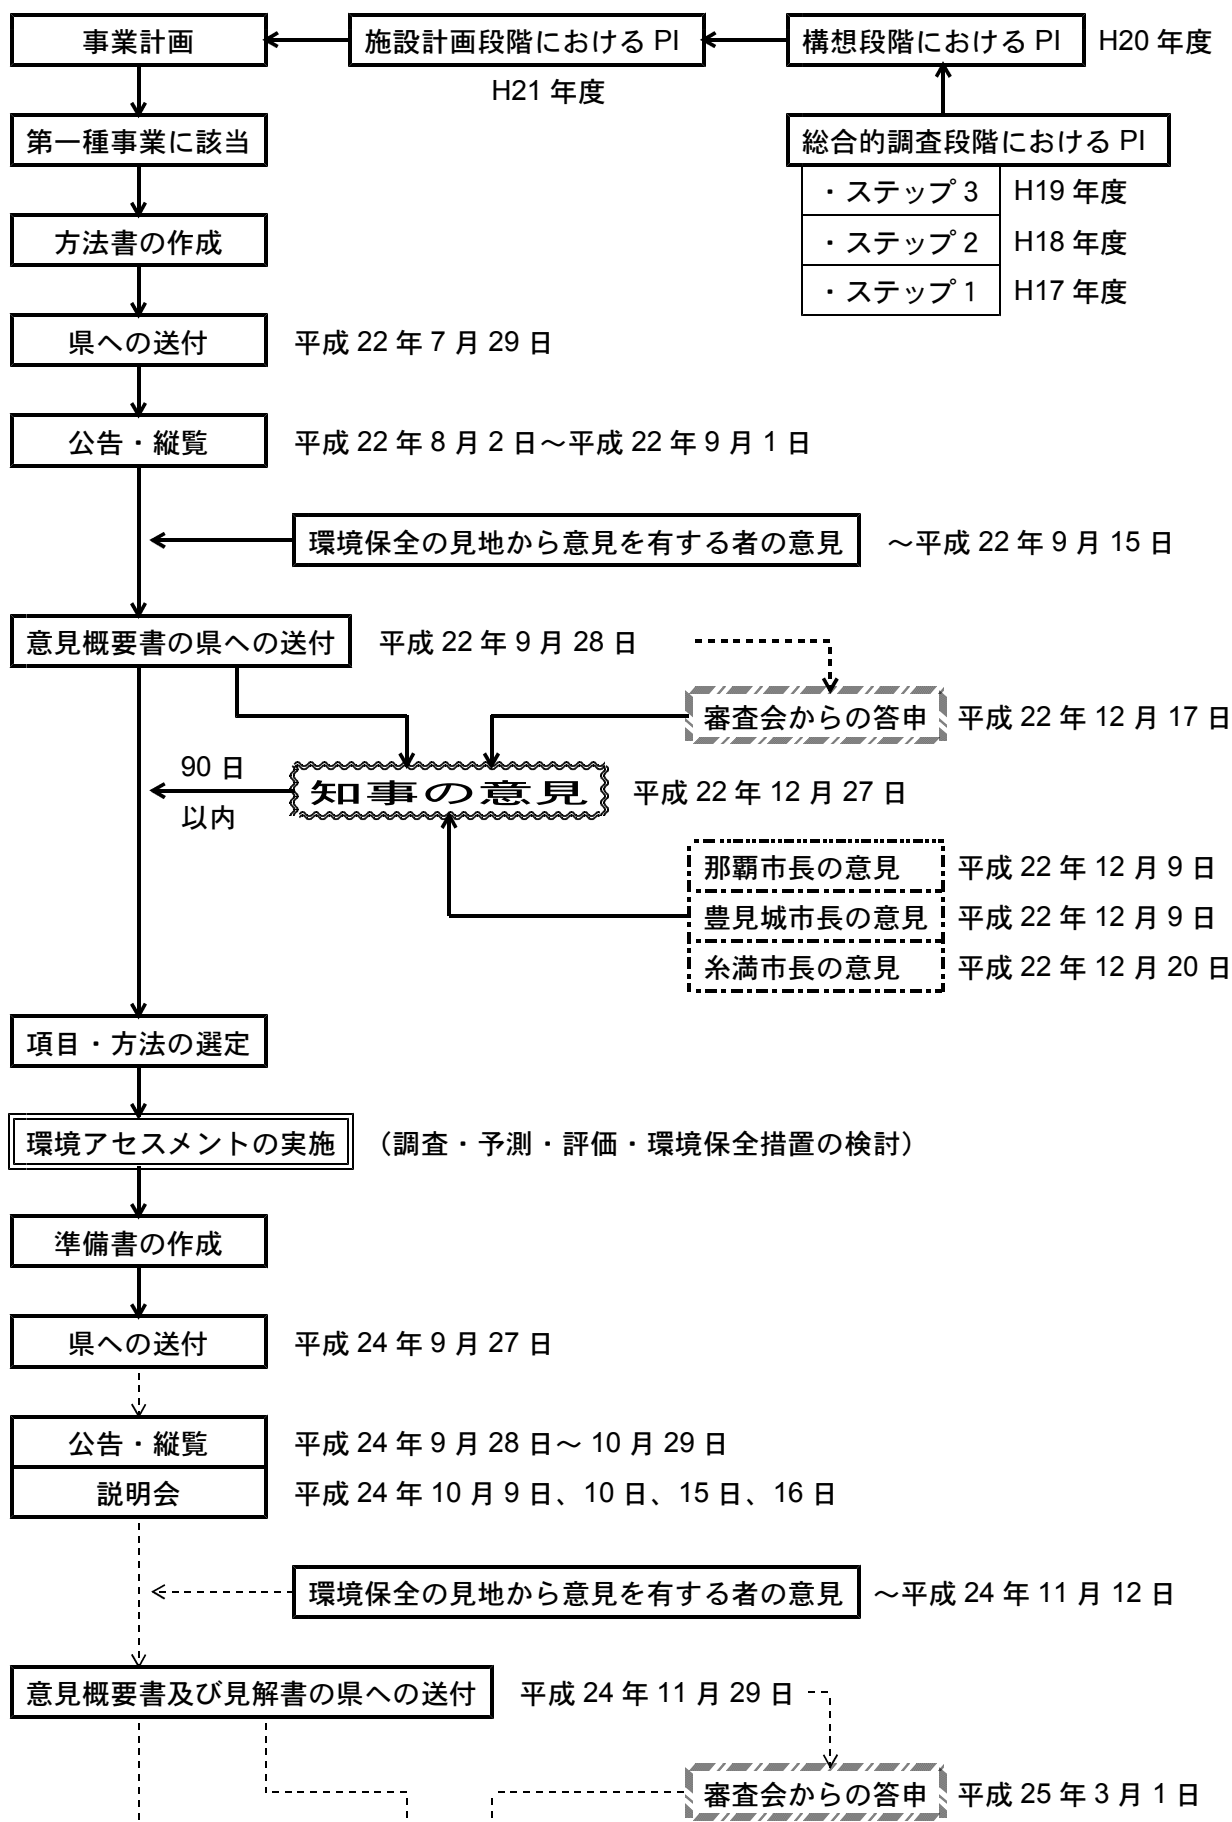 事業計画
施設計画段階における PI
構想段階における PI
H20 年度
H21 年度
第一種事業に該当
総合的調査段階における PI
・ステップ 3
H19 年度
方法書の作成
・ステップ 2
H18 年度
・ステップ 1
H17 年度
県への送付
平成 22 年 7 月 29 日
公告・縦覧
平成 22 年 8 月 2 日～平成 22 年 9 月 1 日
環境保全の見地から意見を有する者の意見
～平成 22 年 9 月 15 日
意見概要書の県への送付
平成 22 年 9 月 28 日
審査会からの答申
平成 22 年 12 月 17 日
90 日
以内
知事の意見
平成 22 年 12 月 27 日
那覇市長の意見
平成 22 年 12 月 9 日
豊見城市長の意見
平成 22 年 12 月 9 日
糸満市長の意見
平成 22 年 12 月 20 日
項目・方法の選定
環境アセスメントの実施
（調査・予測・評価・環境保全措置の検討）
準備書の作成
県への送付
平成 24 年 9 月 27 日
公告・縦覧
平成 24 年 9 月 28 日～ 10 月 29 日
説明会
平成 24 年 10 月 9 日、10 日、15 日、16 日
環境保全の見地から意見を有する者の意見
～平成 24 年 11 月 12 日
意見概要書及び見解書の県への送付
平成 24 年 11 月 29 日
審査会からの答申
平成 25 年 3 月 1 日